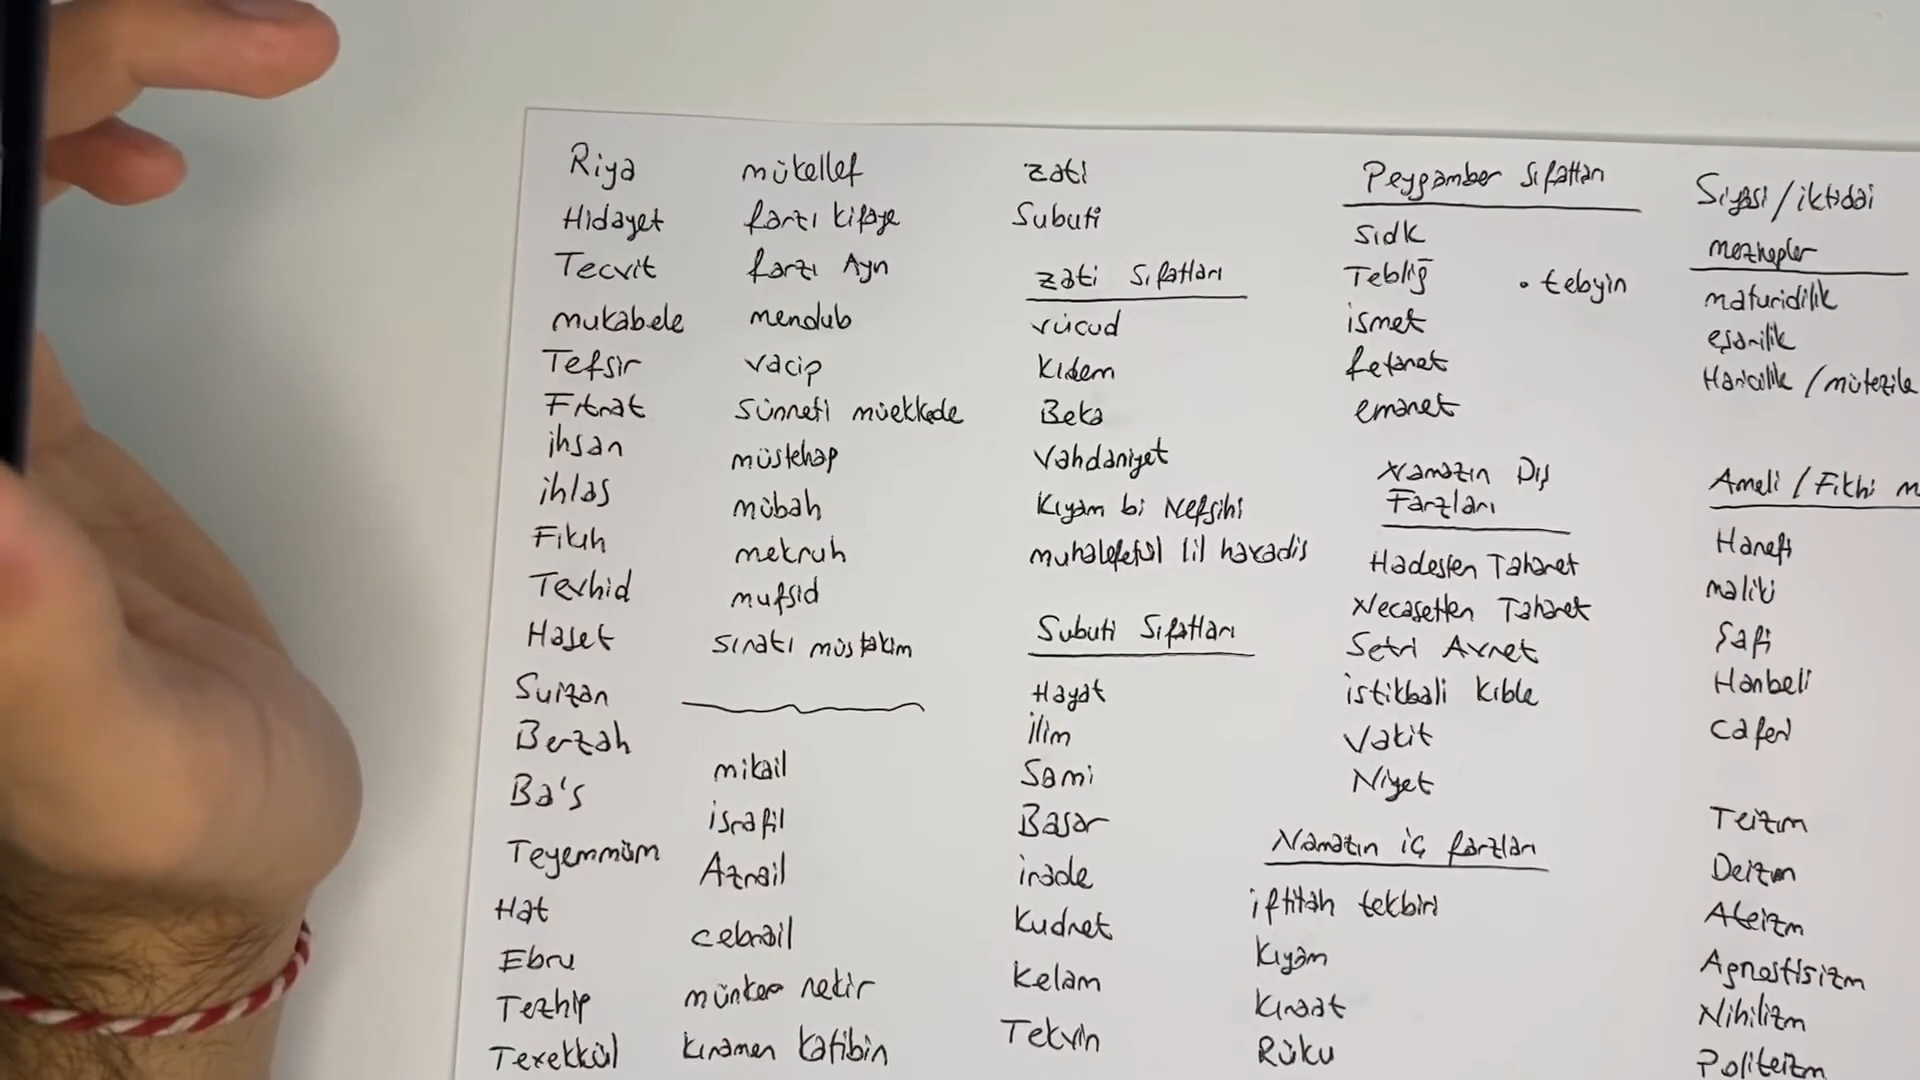 Riya
Hidayet
Tecvit
mukabele
Tefsir
Fıtrat
ihsan
ihlas
Fıkıh
Tevhid
Haset
Suizan
Berzah
Ba's
Teyemmüm
Hat
Ebru
Tezhip
Tevekkül
mükellef
farzı kifaye
farzı Ayn
mendub
vacip
sünneti müekkede
müstehap
mübah
mekruh
mufsid
sıratı müstakim
mikail
israfil
Azrail
cebrail
münker nekir
kiramen katibin
zati
Subuti
zati Sıfatları
vücud
Kıdem
Beka
Vahdaniyet
Kıyam bi Nefsihi
muhalefetül lil havadis
Subuti Sıfatları
Hayat
ilim
Sami
Basar
irade
Kudret
Kelam
Tekvin
Peygamber Sıfatları
Sıdk
Tebliğ • tebyin
ismet
fetanet
emanet
Namazın Dış
Farzları
Hadesten Taharet
Necasetten Taharet
Setri Avret
istikbali Kıble
Vakit
Niyet
Namazın iç farzları
iftitah tekbiri
Kıyam
Kıraat
Rüku
Siyasi / iktidai
mezhepler
maturidilik
eşarilik
Haricilik / mütezile
Ameli / Fıkhi m
Hanefi
maliki
Şafi
Hanbeli
caferi
Teizm
Deizm
Ateizm
Agnostisizm
Nihilizm
Politeizm